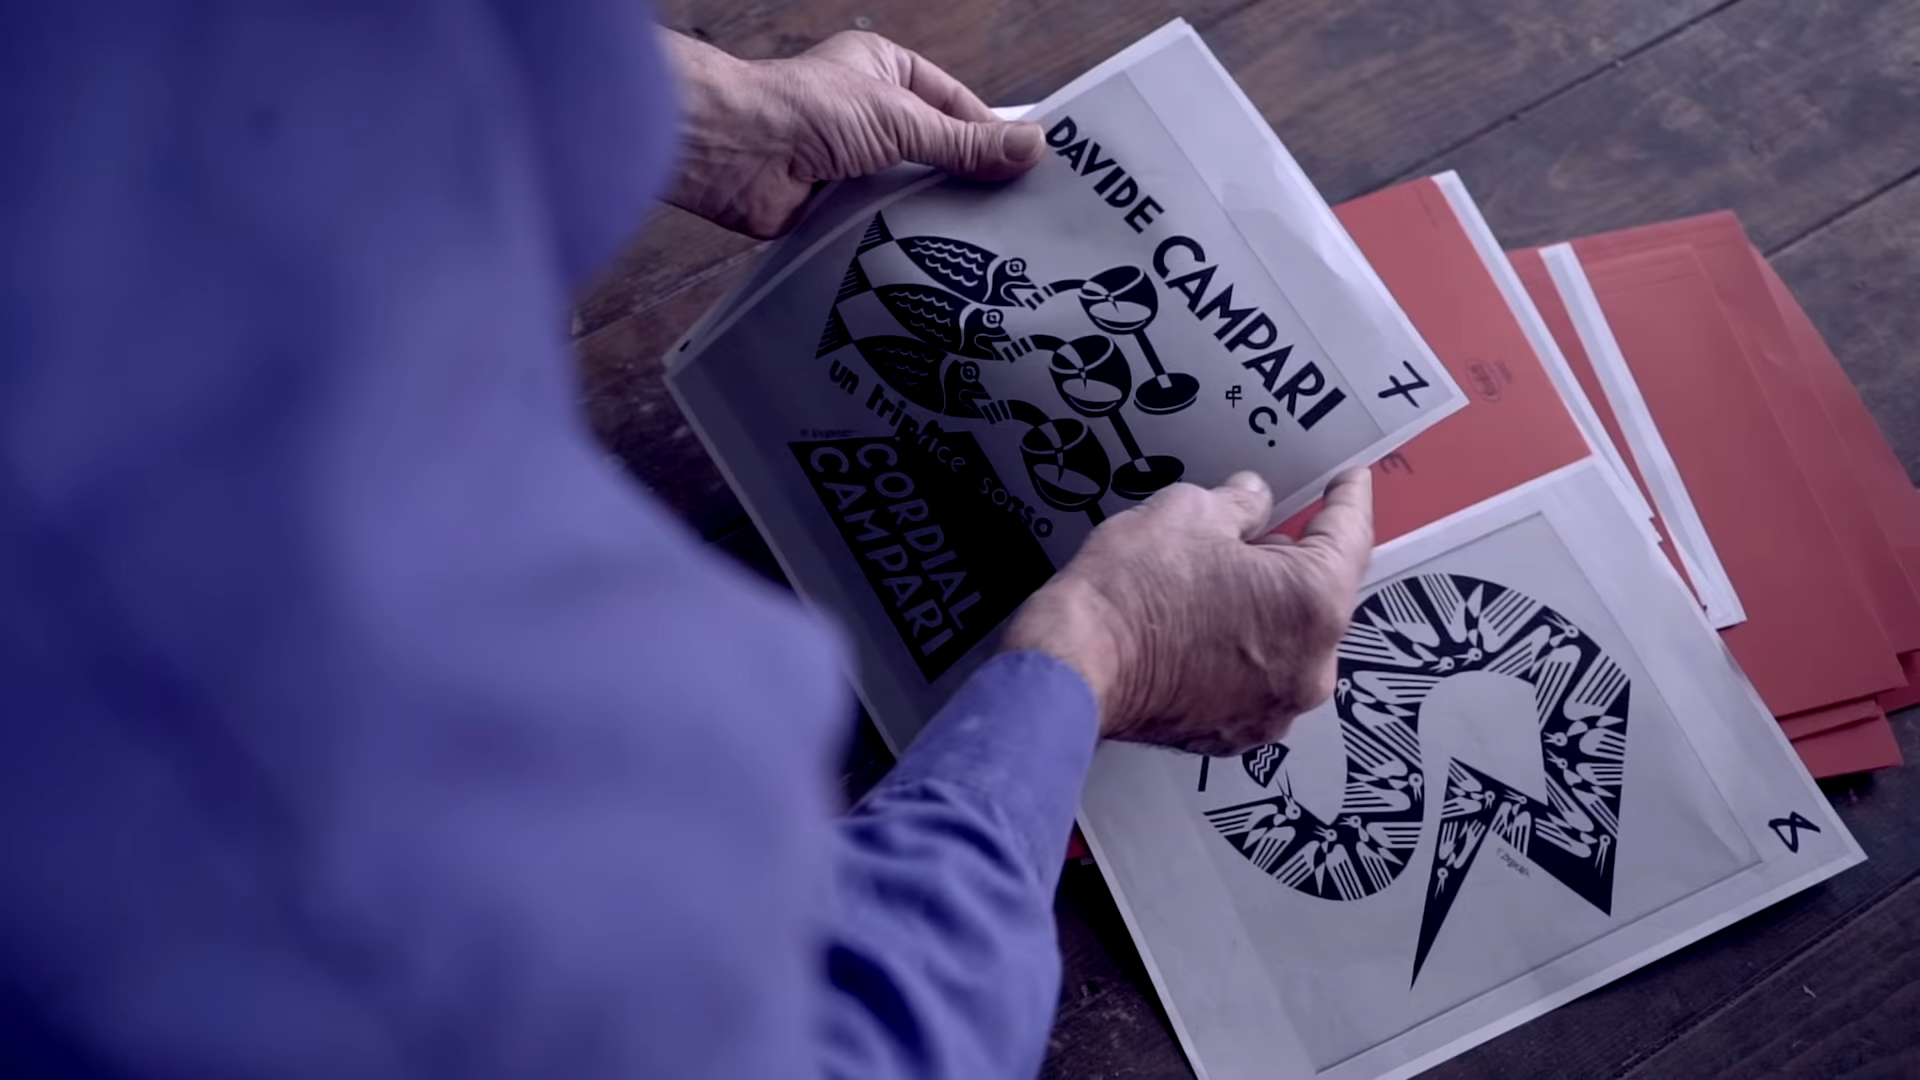 DAVIDE CAMPARI
& C.
7
un triplice sorso
CORDIAL
CAMPARI
8